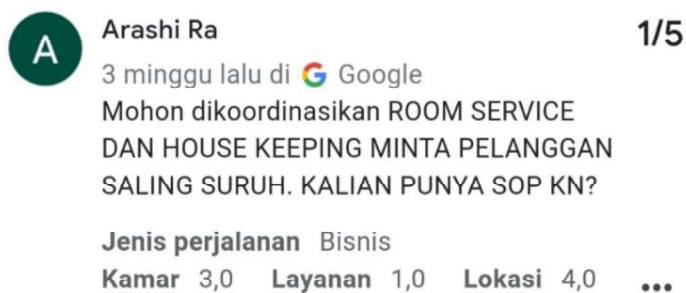 A
Arashi Ra
1/5
3 minggu lalu di Google
Mohon dikoordinasikan ROOM SERVICE
DAN HOUSE KEEPING MINTA PELANGGAN
SALING SURUH. KALIAN PUNYA SOP KN?
Jenis perjalanan Bisnis
Kamar 3,0 Layanan 1,0 Lokasi 4,0